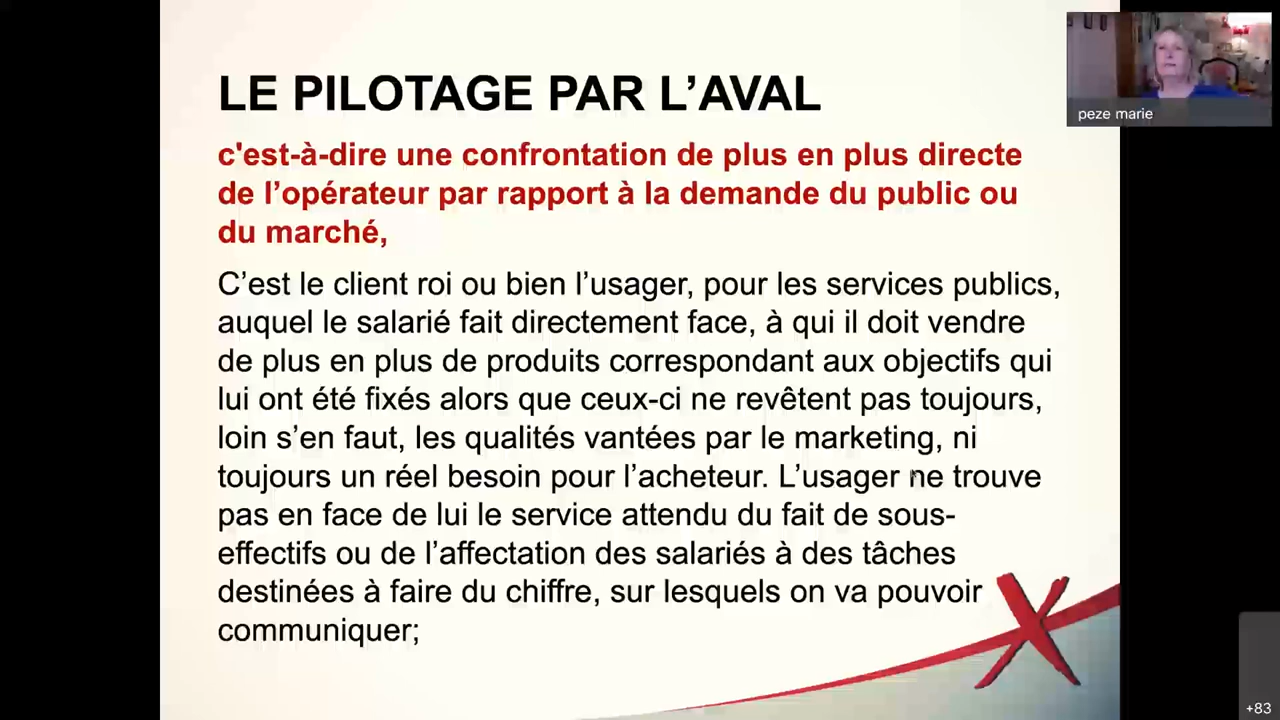 LE PILOTAGE PAR L’AVAL
c'est-à-dire une confrontation de plus en plus directe
de l’opérateur par rapport à la demande du public ou
du marché,
C’est le client roi ou bien l’usager, pour les services publics,
auquel le salarié fait directement face, à qui il doit vendre
de plus en plus de produits correspondant aux objectifs qui
lui ont été fixés alors que ceux-ci ne revêtent pas toujours,
loin s’en faut, les qualités vantées par le marketing, ni
toujours un réel besoin pour l’acheteur. L’usager ne trouve
pas en face de lui le service attendu du fait de sous-
effectifs ou de l’affectation des salariés à des tâches
destinées à faire du chiffre, sur lesquels on va pouvoir
communiquer;
peze marie
+83